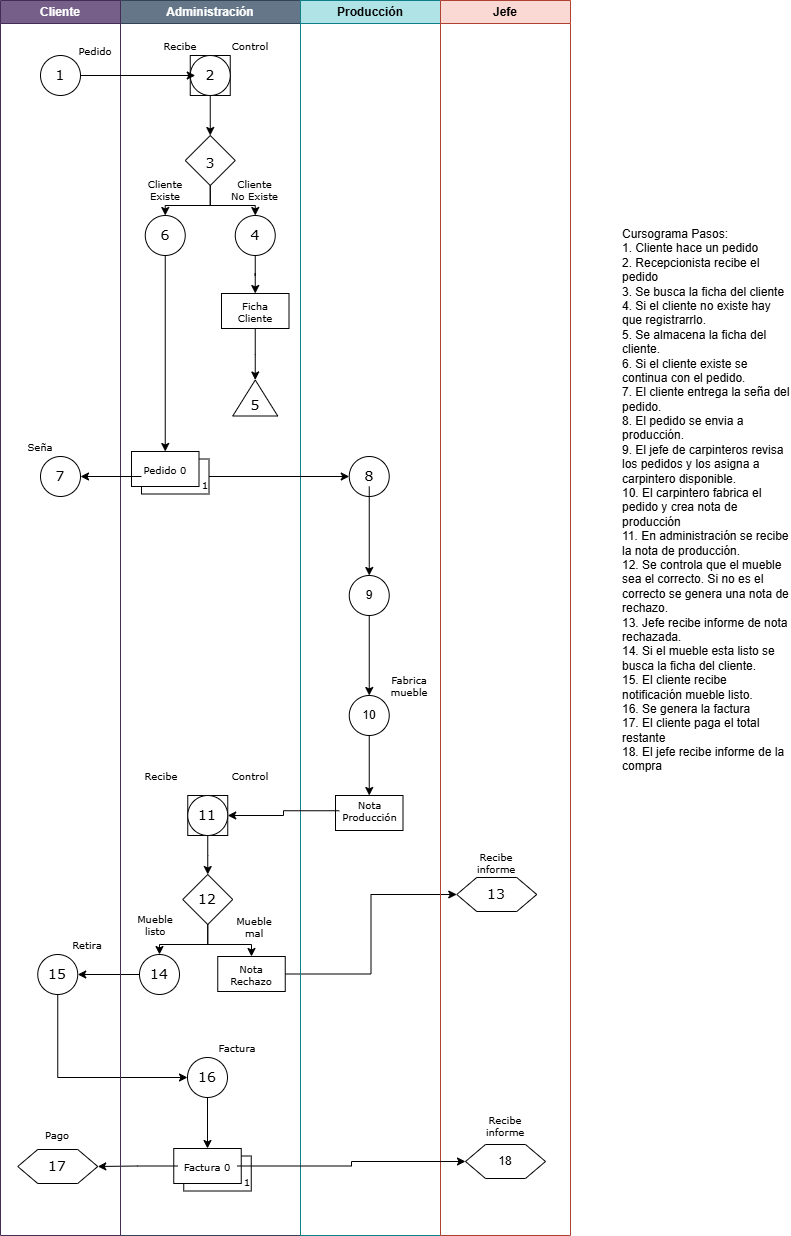 Cliente
Administración
Producción
Jefe
Pedido
Recibe
Control
1
2
3
Cliente
Existe
Cliente
No Existe
6
4
Ficha
Cliente
5
Seña
7
Pedido 0
1
8
9
Fabrica
mueble
10
Recibe
Control
Nota
Producción
11
12
Recibe
informe
13
Mueble
listo
Mueble
mal
Retira
15
14
Nota
Rechazo
Factura
16
Pago
17
Factura 0
1
Recibe
informe
18
Cursograma Pasos:
1. Cliente hace un pedido
2. Recepcionista recibe el
pedido
3. Se busca la ficha del cliente
4. Si el cliente no existe hay
que registrarrlo.
5. Se almacena la ficha del
cliente.
6. Si el cliente existe se
continua con el pedido.
7. El cliente entrega la seña del
pedido.
8. El pedido se envia a
producción.
9. El jefe de carpinteros revisa
los pedidos y los asigna a
carpintero disponible.
10. El carpintero fabrica el
pedido y crea nota de
producción
11. En administración se recibe
la nota de producción.
12. Se controla que el mueble
sea el correcto. Si no es el
correcto se genera una nota de
rechazo.
13. Jefe recibe informe de nota
rechazada.
14. Si el mueble esta listo se
busca la ficha del cliente.
15. El cliente recibe
notificación mueble listo.
16. Se genera la factura
17. El cliente paga el total
restante
18. El jefe recibe informe de la
compra